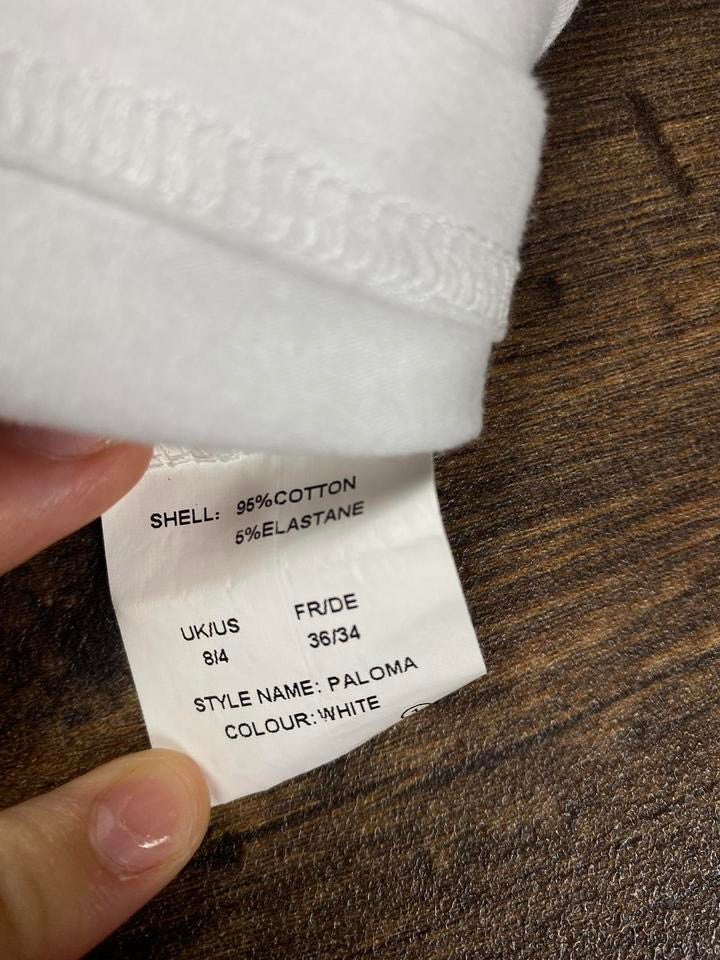 SHELL: 95%COTTON
5%ELASTANE
UK/US FR/DE
8/4 36/34
STYLE NAME: PALOMA
COLOUR:WHITE